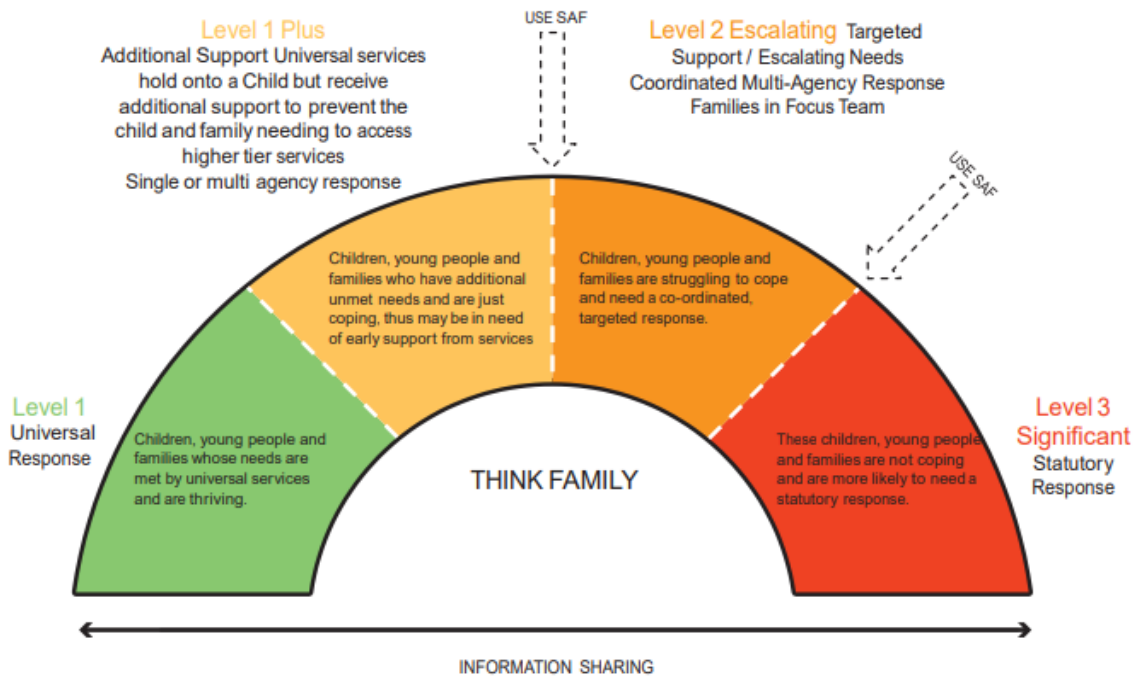 Level 1 Plus
Additional Support Universal services
hold onto a Child but receive
additional support to prevent the
child and family needing to access
higher tier services
Single or multi agency response
USE SAF
Level 2 Escalating Targeted
Support / Escalating Needs
Coordinated Multi-Agency Response
Families in Focus Team
USE SAF
Children, young people and
families who have additional
unmet needs and are just
coping, thus may be in need
of early support from services
Children, young people and
families are struggling to cope
and need a co-ordinated,
targeted response.
Level 1
Universal
Response
Children, young people and
families whose needs are
met by universal services
and are thriving.
THINK FAMILY
These children, young people
and families are not coping
and are more likely to need a
statutory response.
Level 3
Significant
Statutory
Response
INFORMATION SHARING